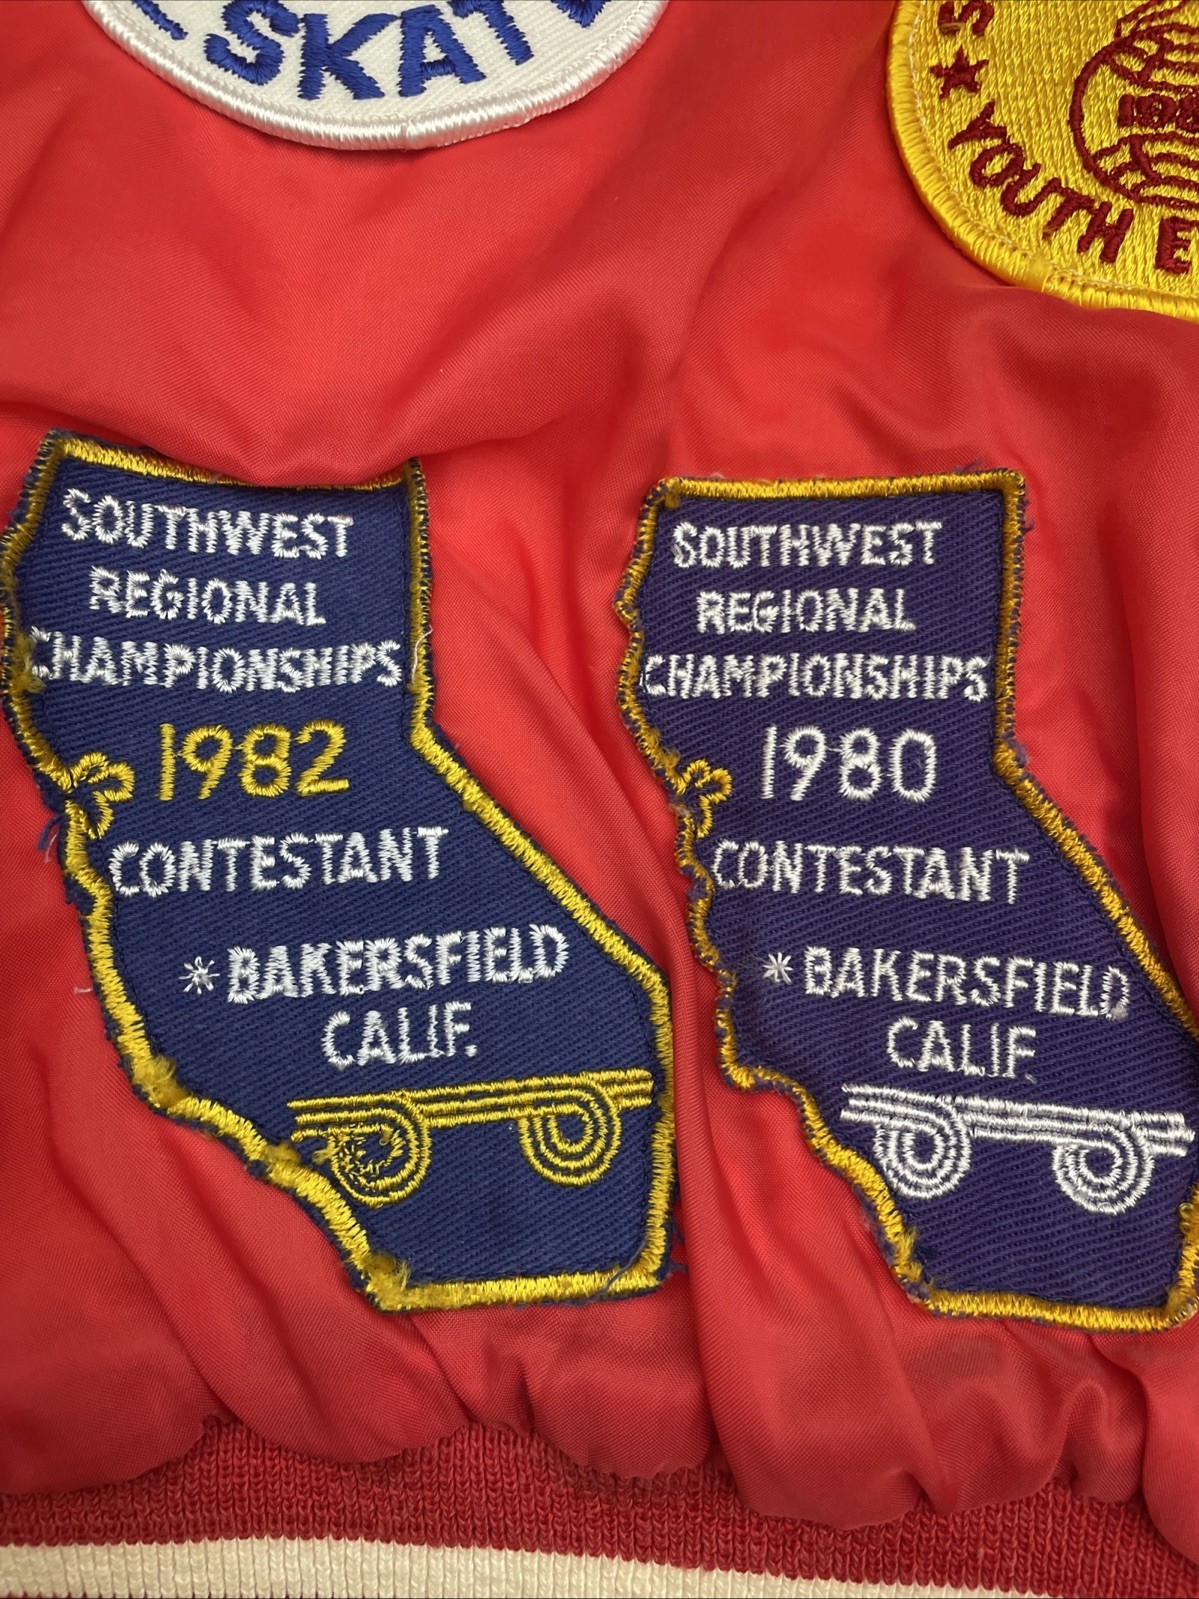 SKAT
YOUTH
SOUTHWEST
REGIONAL
CHAMPIONSHIPS
1982
CONTESTANT
*BAKERSFIELD
CALIF.
SOUTHWEST
REGIONAL
CHAMPIONSHIPS
1980
CONTESTANT
*BAKERSFIELD
CALIF.